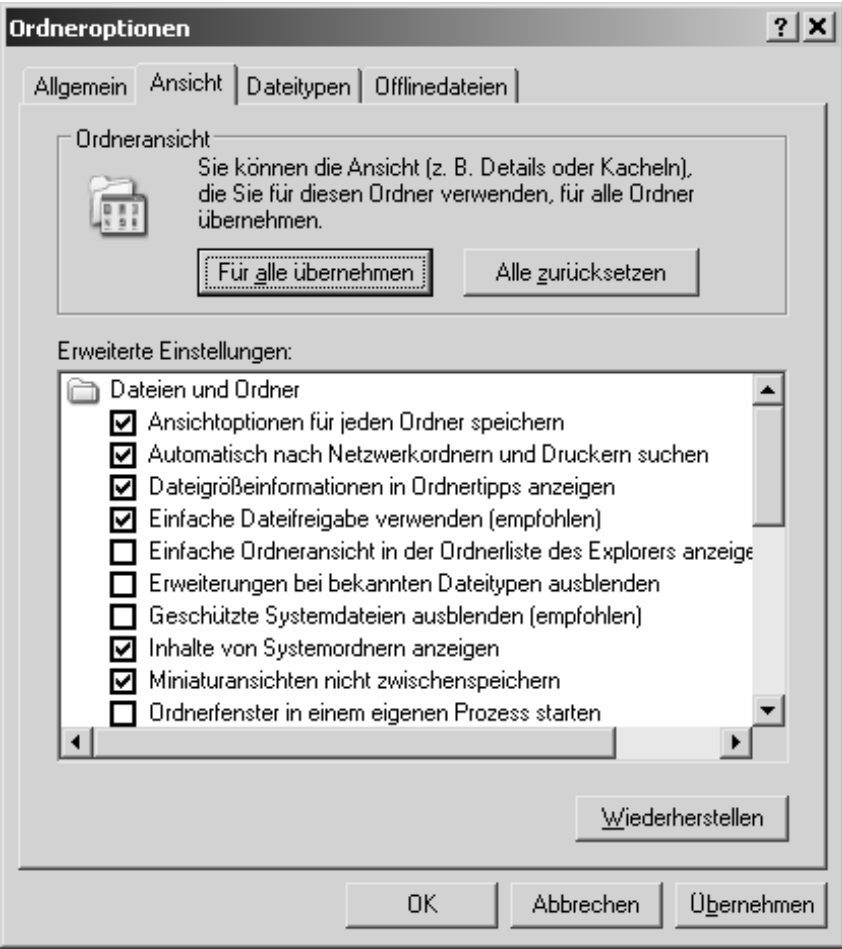 Ordneroptionen
Allgemein Ansicht Dateitypen Offlinedateien
Ordneransicht
Sie können die Ansicht (z. B. Details oder Kacheln),
die Sie für diesen Ordner verwenden, für alle Ordner
übernehmen.
Für alle übernehmen Alle zurücksetzen
Erweiterte Einstellungen:
Dateien und Ordner
Ansichtoptionen für jeden Ordner speichern
Automatisch nach Netzwerkordnern und Druckern suchen
Dateigrößeinformationen in Ordnertipps anzeigen
Einfache Dateifreigabe verwenden (empfohlen)
Einfache Ordneransicht in der Ordnerliste des Explorers anzeige
Erweiterungen bei bekannten Dateitypen ausblenden
Geschützte Systemdateien ausblenden (empfohlen)
Inhalte von Systemordnern anzeigen
Miniaturansichten nicht zwischenspeichern
Ordnerfenster in einem eigenen Prozess starten
Wiederherstellen
OK Abbrechen Übernehmen